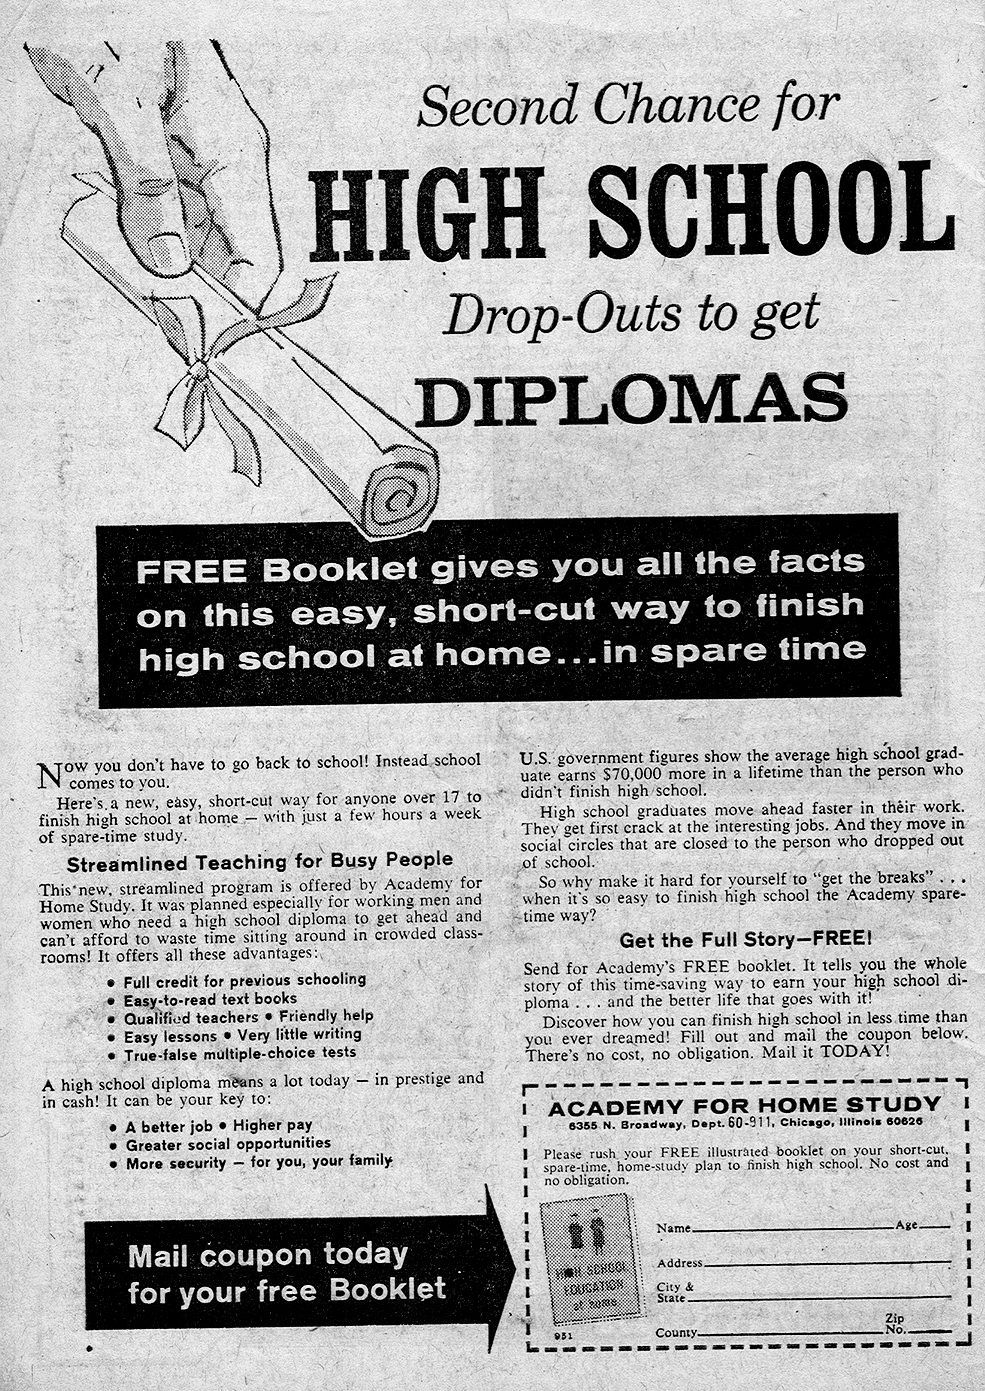 Second Chance for
HIGH SCHOOL
Drop-Outs to get
DIPLOMAS
FREE Booklet gives you all the facts
on this easy, short-cut way to finish
high school at home...in spare time
Now you don't have to go back to school! Instead school
comes to you.
Here's a new, easy, short-cut way for anyone over 17 to
finish high school at home — with just a few hours a week
of spare-time study.
Streamlined Teaching for Busy People
This new, streamlined program is offered by Academy for
Home Study. It was planned especially for working men and
women who need a high school diploma to get ahead and
can't afford to waste time sitting around in crowded class-
rooms! It offers all these advantages:
• Full credit for previous schooling
• Easy-to-read text books
• Qualified teachers • Friendly help
• Easy lessons • Very little writing
• True-false multiple-choice tests
A high school diploma means a lot today — in prestige and
in cash! It can be your key to:
• A better job • Higher pay
• Greater social opportunities
• More security — for you, your family
Mail coupon today
for your free Booklet
U.S. government figures show the average high school grad-
uate earns $70,000 more in a lifetime than the person who
didn't finish high school.
High school graduates move ahead faster in their work.
They get first crack at the interesting jobs. And they move in
social circles that are closed to the person who dropped out
of school.
So why make it hard for yourself to "get the breaks" . . .
when it's so easy to finish high school the Academy spare-
time way?
Get the Full Story—FREE!
Send for Academy's FREE booklet. It tells you the whole
story of this time-saving way to earn your high school di-
ploma . . . and the better life that goes with it!
Discover how you can finish high school in less time than
you ever dreamed! Fill out and mail the coupon below.
There's no cost, no obligation. Mail it TODAY!
ACADEMY FOR HOME STUDY
6355 N. Broadway, Dept. 60-911, Chicago, Illinois 60626
Please rush your FREE illustrated booklet on your short-cut,
spare-time, home-study plan to finish high school. No cost and
no obligation.
HIGH SCHOOL
EDUCATION
at home
951
Name Age
Address
City &
State
County Zip No.